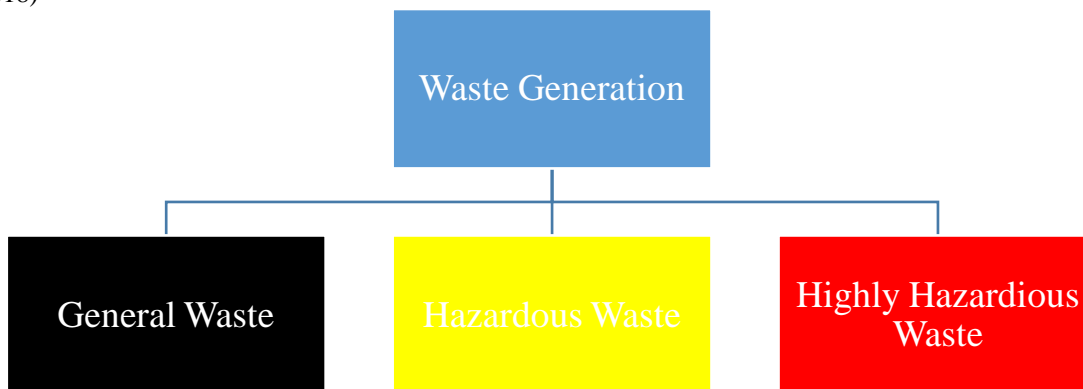 Waste Generation
General Waste
Hazardous Waste
Highly Hazardious
Waste